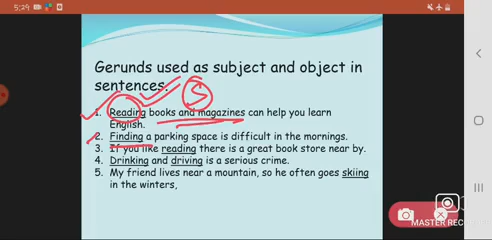 5:29
Gerunds used as subject and object in
sentences.
S
1. Reading books and magazines can help you learn
English.
2. Finding a parking space is difficult in the mornings.
3. If you like reading there is a great book store near by.
4. Drinking and driving is a serious crime.
5. My friend lives near a mountain, so he often goes skiing
in the winters,
MASTER RECORDER